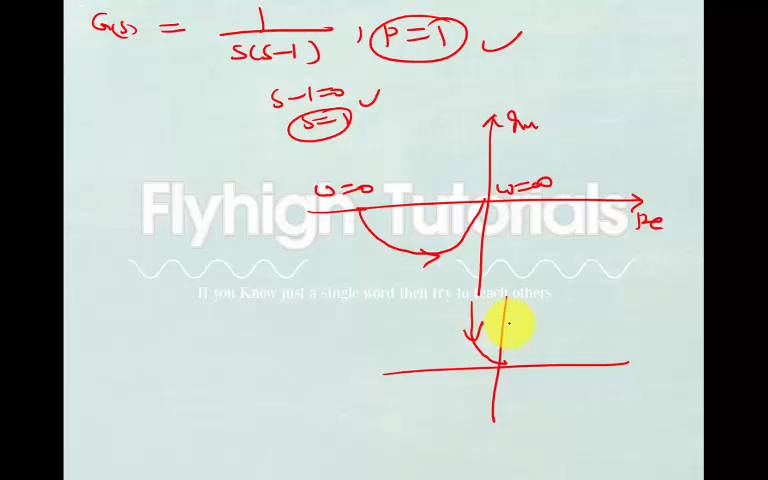 G(s) = 1 / s(s-1) , P=1 ✓
s-1=0 ✓
s=1
Im
ω=0 ω=∞
Re
Flyhigh Tutorials
If you Know just a single word then try to teach others